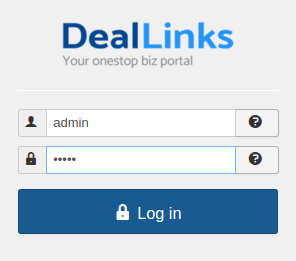 DealLinks
Your onestop biz portal
admin
•••••
Log in